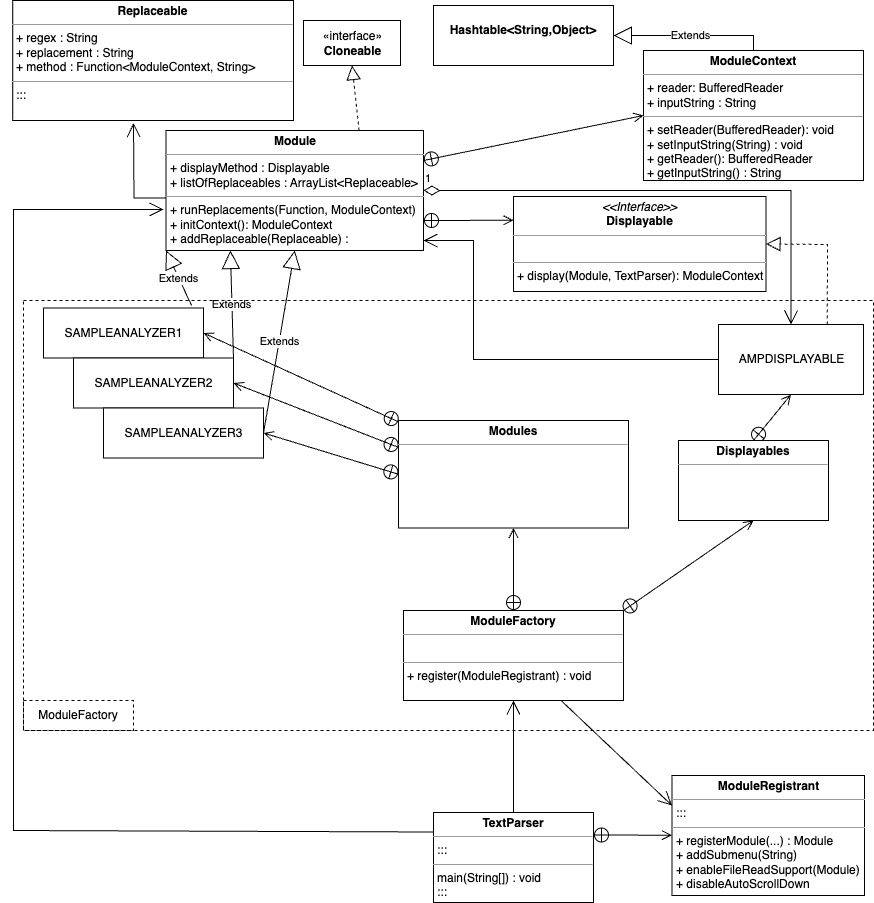 Replaceable
+ regex : String
+ replacement : String
+ method : Function<ModuleContext, String>
:::
«interface»
Cloneable
Hashtable<String,Object>
Extends
ModuleContext
+ reader: BufferedReader
+ inputString : String
+ setReader(BufferedReader): void
+ setInputString(String) : void
+ getReader(): BufferedReader
+ getInputString() : String
Module
+ displayMethod : Displayable
+ listOfReplaceables : ArrayList<Replaceable>
+ runReplacements(Function, ModuleContext)
+ initContext(): ModuleContext
+ addReplaceable(Replaceable) :
1
<<Interface>>
Displayable
+ display(Module, TextParser): ModuleContext
Extends
Extends
Extends
SAMPLEANALYZER1
SAMPLEANALYZER2
SAMPLEANALYZER3
AMPDISPLAYABLE
Modules
Displayables
ModuleFactory
+ register(ModuleRegistrant) : void
ModuleFactory
ModuleRegistrant
:::
+ registerModule(...) : Module
+ addSubmenu(String)
+ enableFileReadSupport(Module)
+ disableAutoScrollDown
TextParser
:::
main(String[]) : void
:::